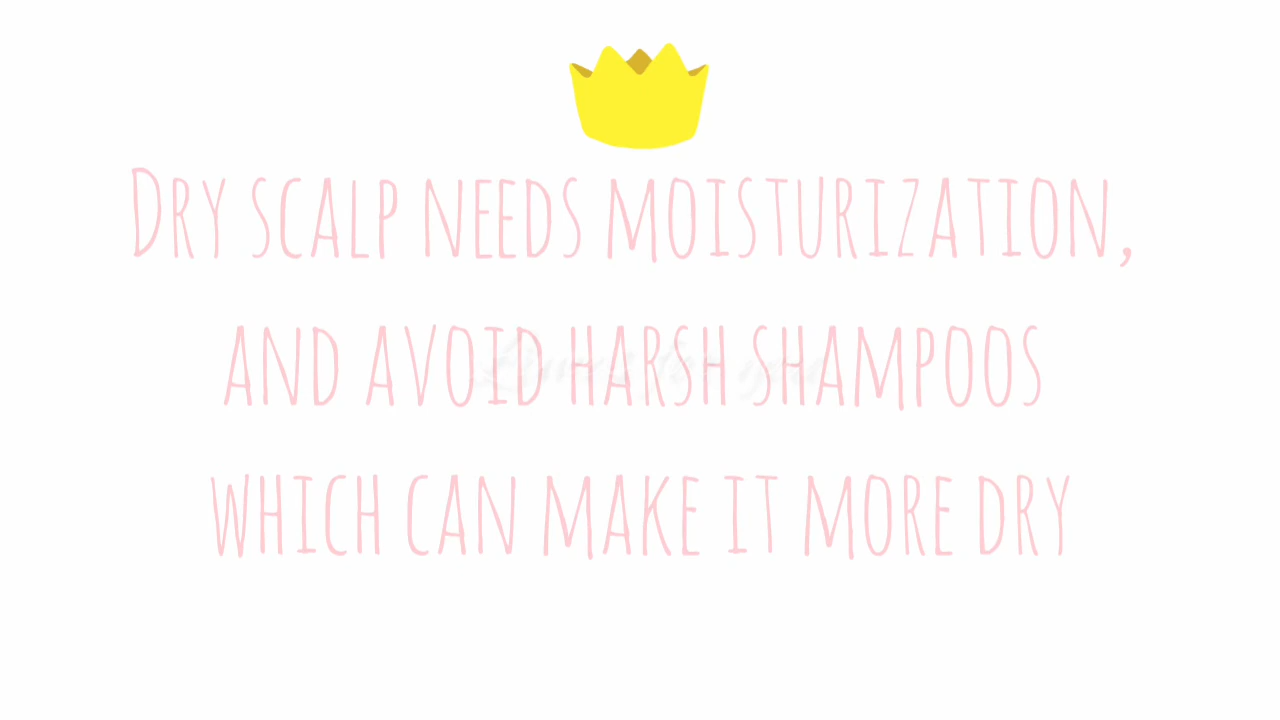 Dry scalp needs moisturization,
and avoid harsh shampoos
which can make it more dry